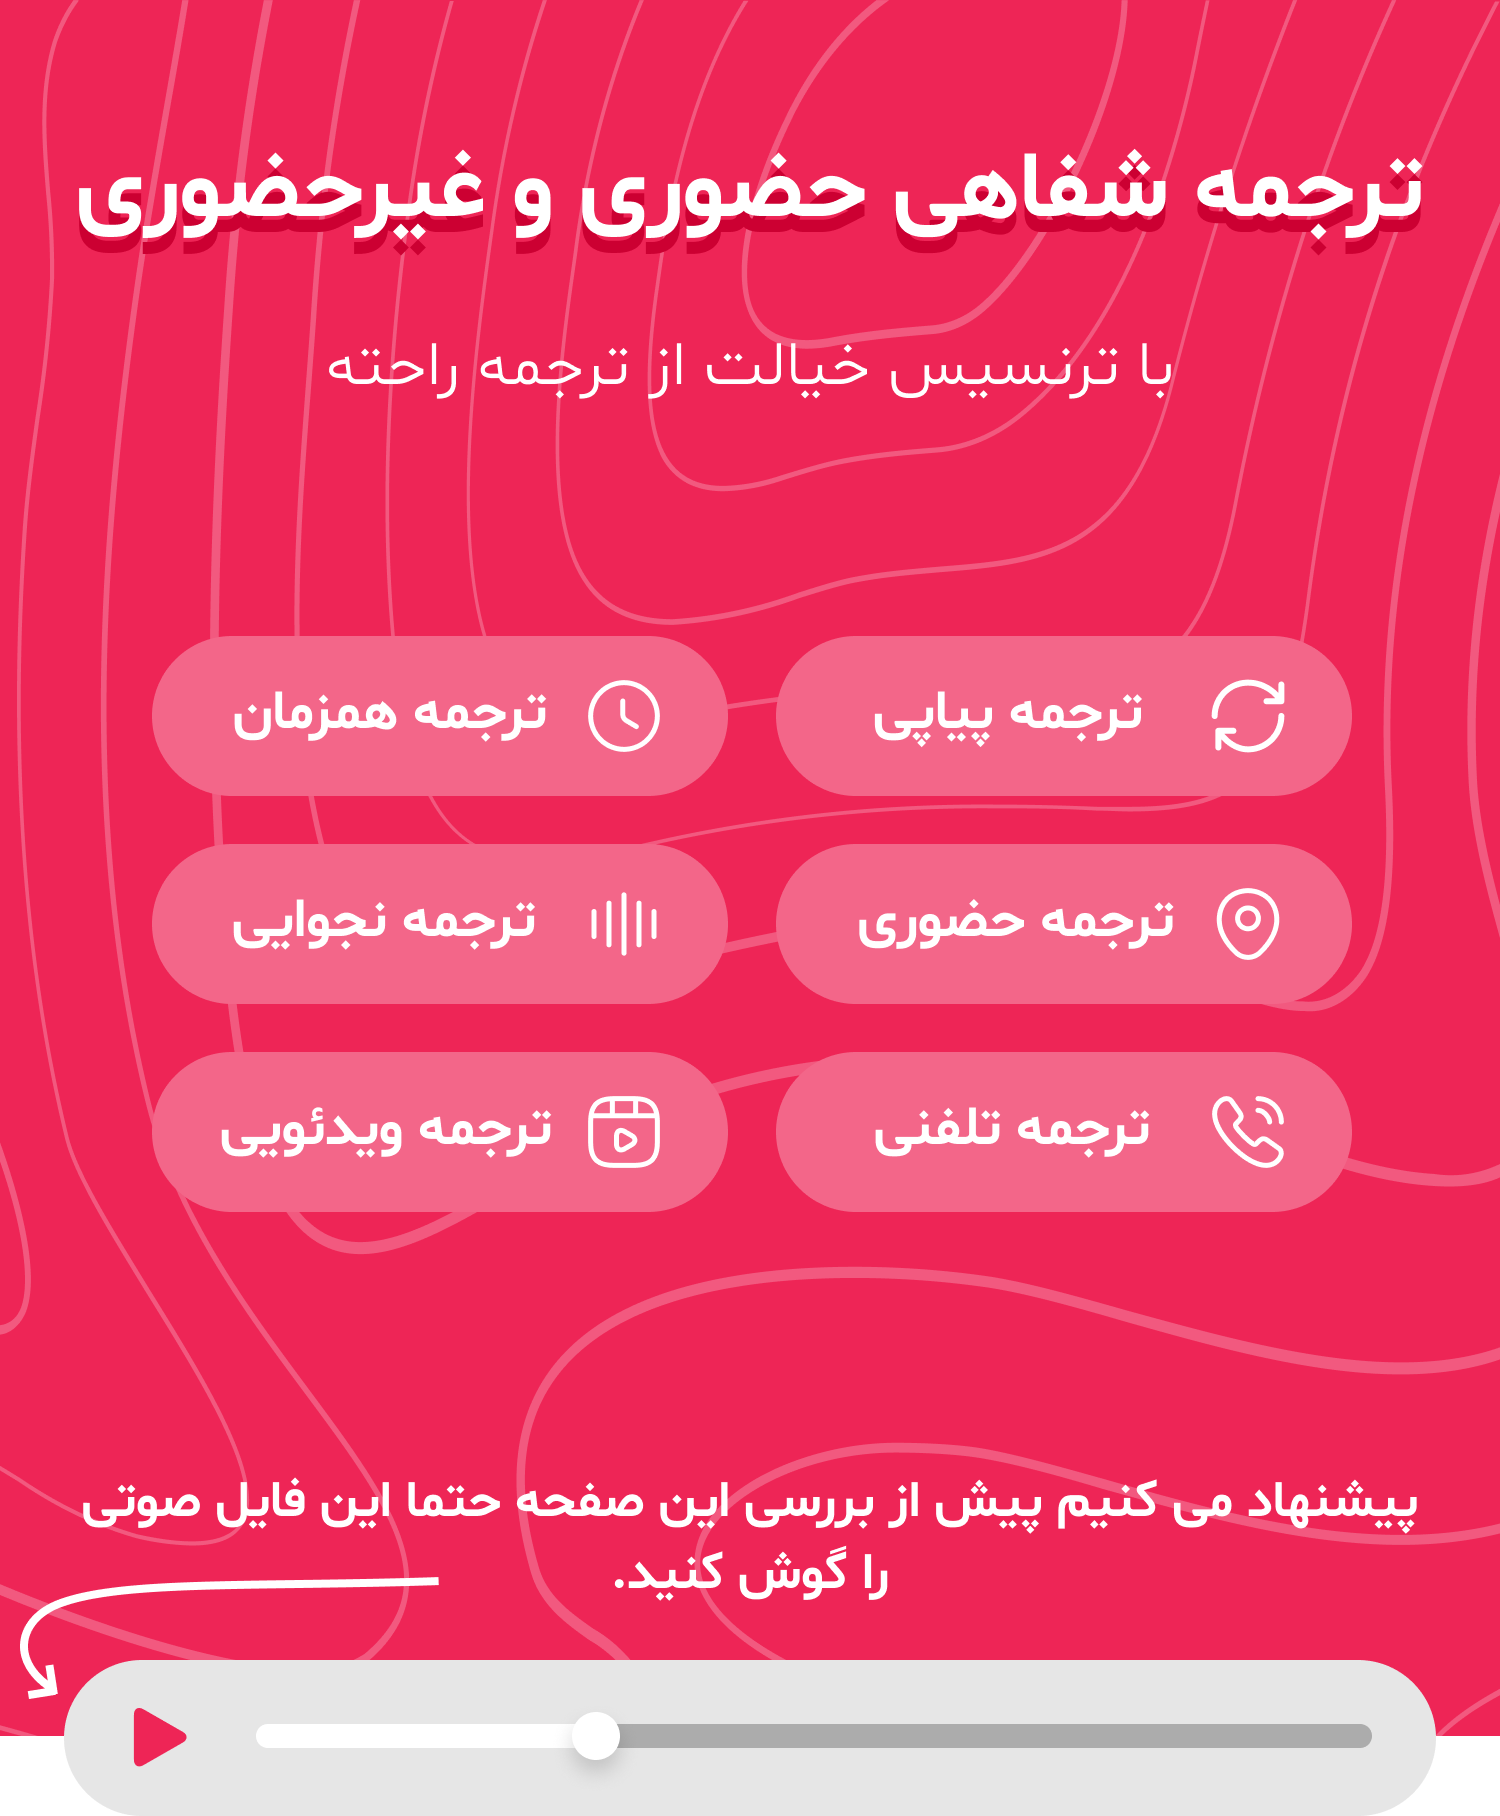 ترجمه شفاهی حضوری و غیرحضوری
با ترنسیس خیالت از ترجمه راحته
ترجمه پیاپی
ترجمه همزمان
ترجمه حضوری
ترجمه نجوایی
ترجمه تلفنی
ترجمه ویدئویی
پیشنهاد می کنیم پیش از بررسی این صفحه حتما این فایل صوتی
را گوش کنید.